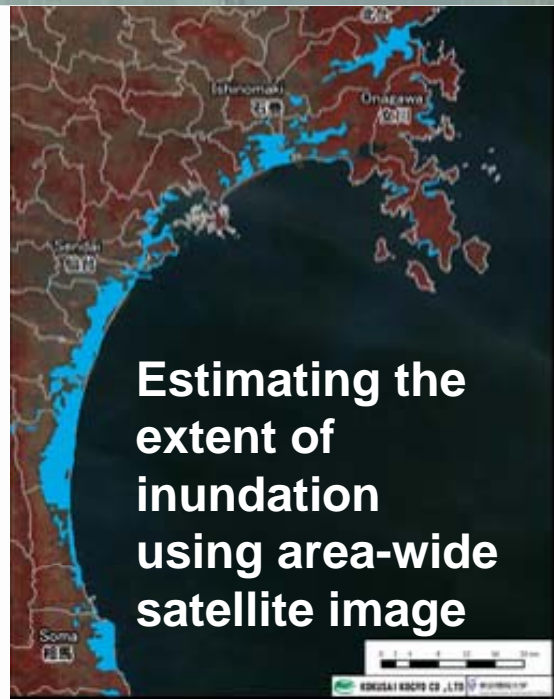 Ishinomaki
石巻
Onagawa
女川
Sendai
仙台
Estimating the
extent of
inundation
using area-wide
satellite image
Soma
相馬
KOKUSAI KOGYO CO., LTD